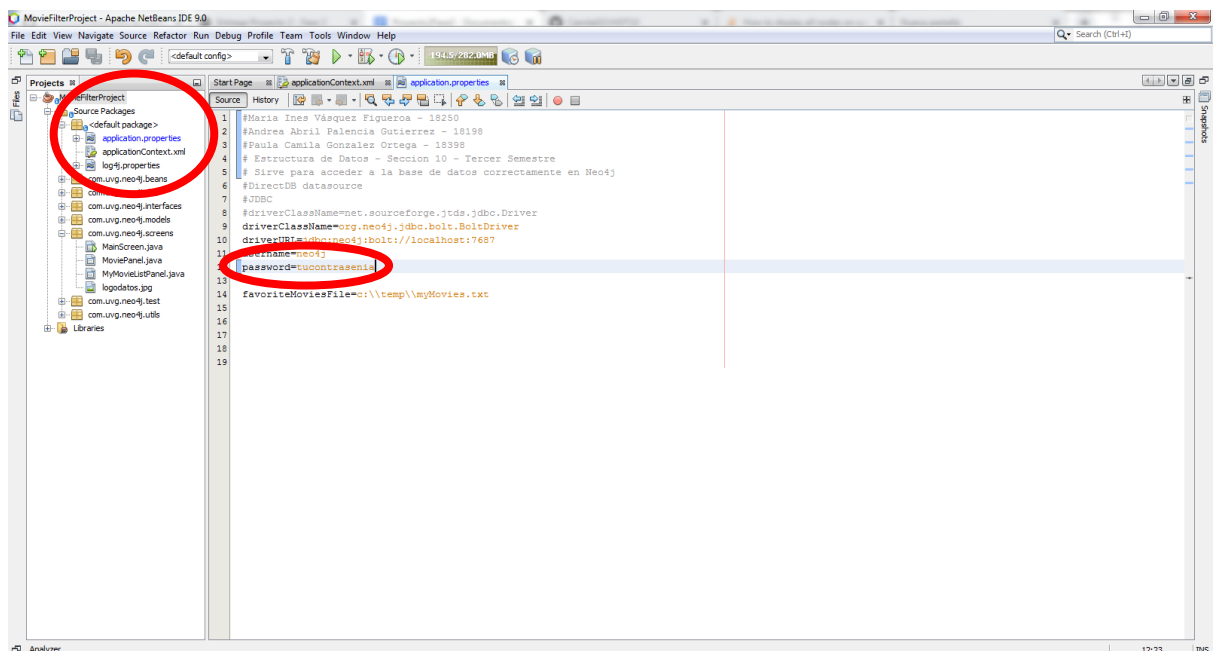 MovieFilterProject - Apache NetBeans IDE 9.0
File Edit View Navigate Source Refactor Run Debug Profile Team Tools Window Help
Search (Ctrl+I)
<default config>
194.5/282.0MB
Projects
Start Page
applicationContext.xml
application.properties
Files
Source
History
Snapshots
MovieFilterProject
Source Packages
<default package>
application.properties
applicationContext.xml
log4j.properties
com.uvg.neo4j.beans
com.uvg.neo4j.interfaces
com.uvg.neo4j.models
com.uvg.neo4j.screens
MainScreen.java
MoviePanel.java
MyMovieListPanel.java
logodatos.jpg
com.uvg.neo4j.test
com.uvg.neo4j.utils
Libraries
1 #Maria Ines Vásquez Figueroa - 18250
2 #Andrea Abril Palencia Gutierrez - 18198
3 #Paula Camila Gonzalez Ortega - 18398
4 # Estructura de Datos - Seccion 10 - Tercer Semestre
5 # Sirve para acceder a la base de datos correctamente en Neo4j
6 #DirectDB datasource
7 #JDBC
8 #driverClassName=net.sourceforge.jtds.jdbc.Driver
9 driverClassName=org.neo4j.jdbc.bolt.BoltDriver
10 driverURL=jdbc:neo4j:bolt://localhost:7687
11 username=neo4j
password=tucontrasenia
13
14 favoriteMoviesFile=c:\\temp\\myMovies.txt
15
16
17
18
19
Analyzer
12:23
INS